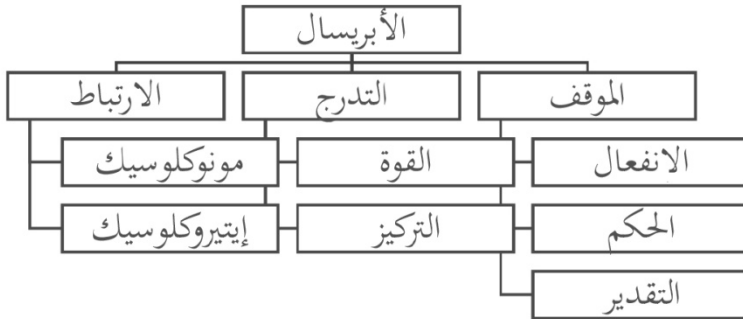 الأبريسال
الموقف
التدرج
الارتباط
الانفعال
القوة
مونوكلوسيك
الحكم
التركيز
إيتيروكلوسيك
التقدير